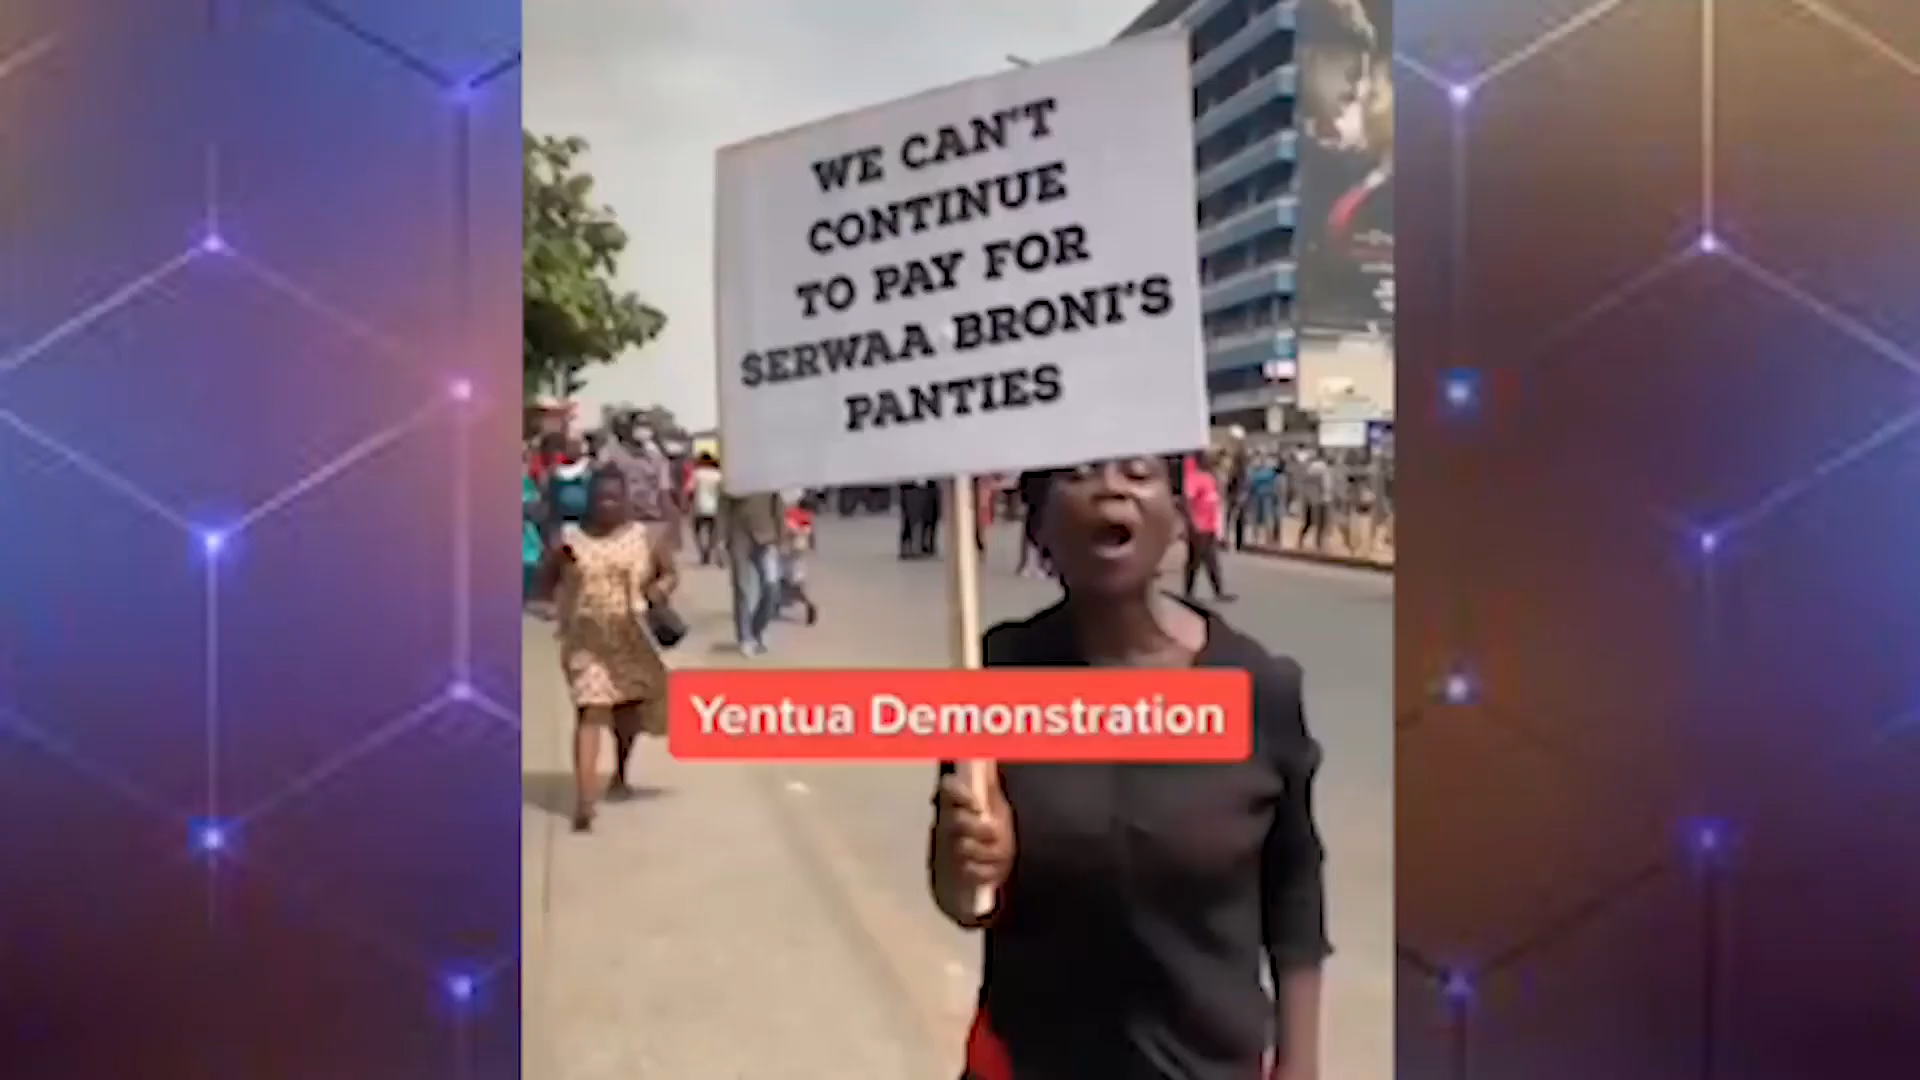 WE CAN'T
CONTINUE
TO PAY FOR
SERWAA BRONI'S
PANTIES
Yentua Demonstration